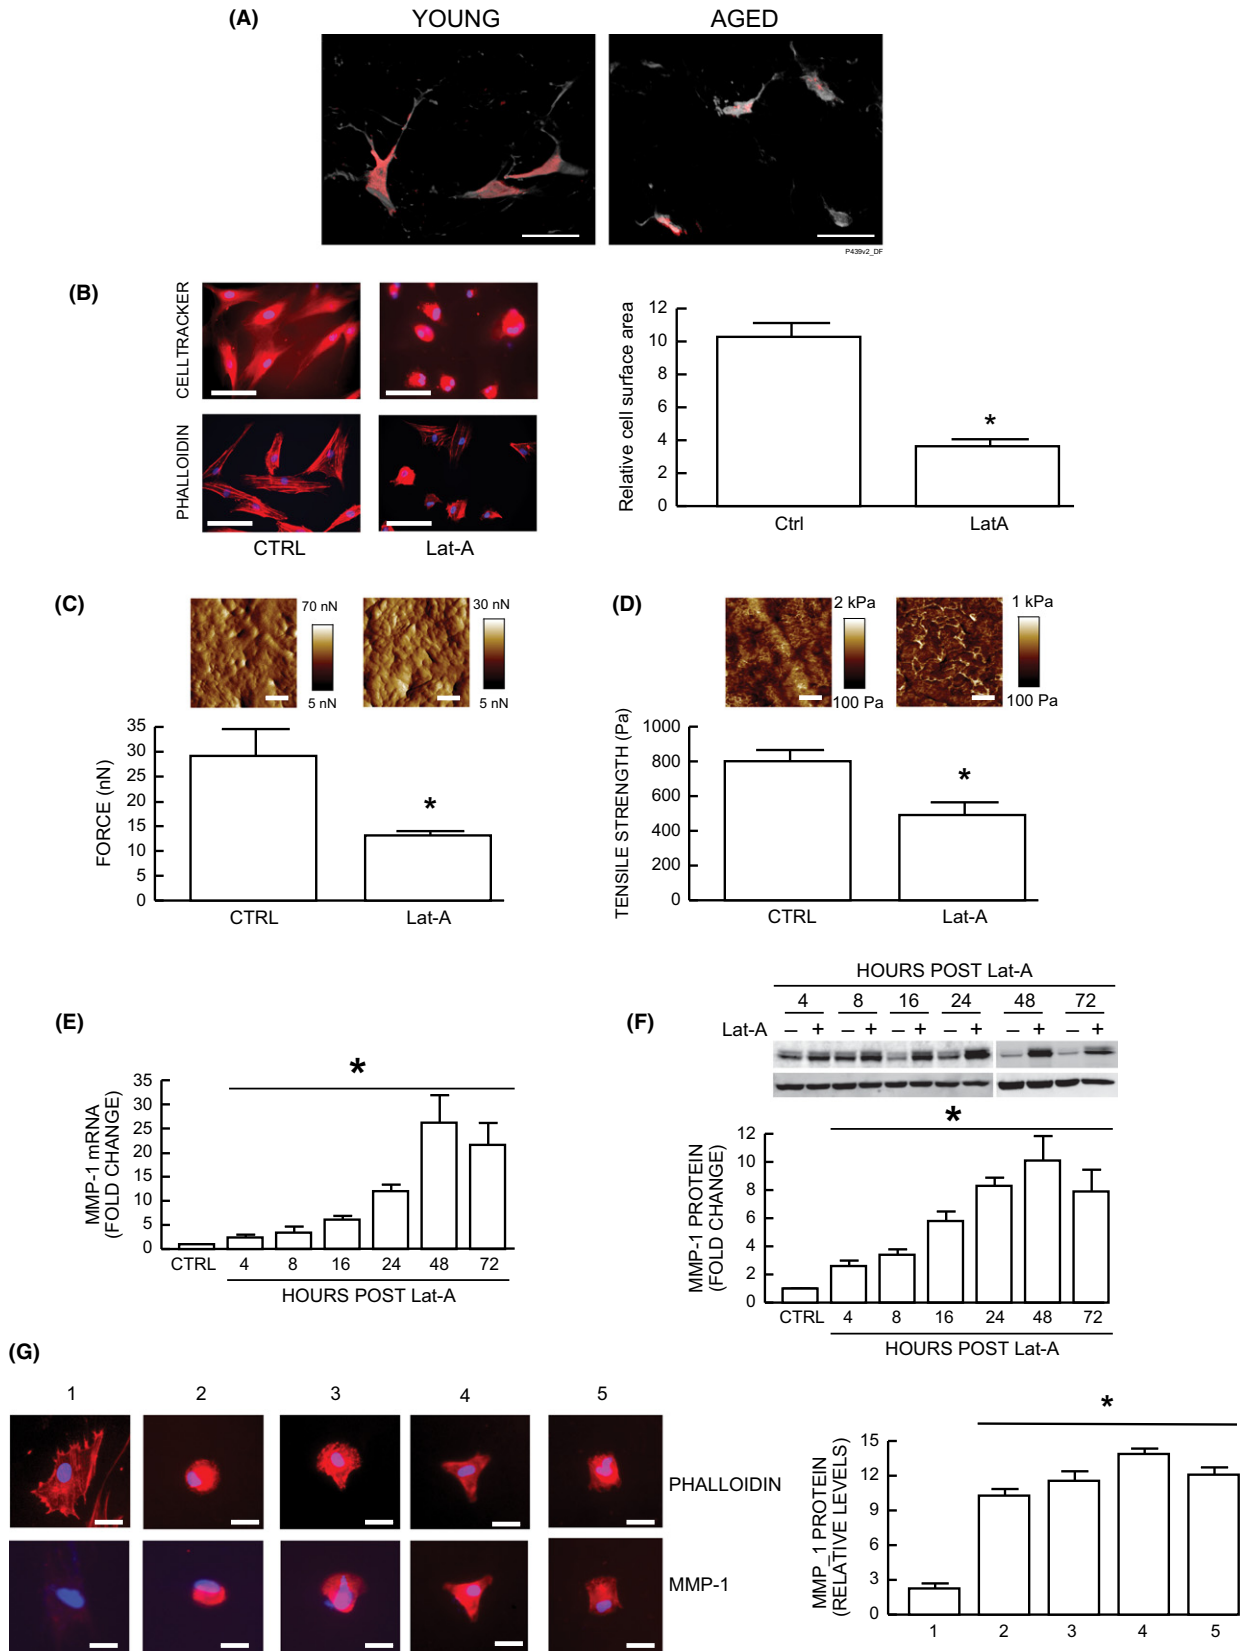 (A)
YOUNG
AGED
P439v2_DF
(B)
CELLTRACKER
PHALLOIDIN
CTRL
Lat-A
Relative cell surface area
12
10
8
6
4
2
0
*
Ctrl
LatA
(C)
70 nN
5 nN
30 nN
5 nN
FORCE (nN)
35
30
25
20
15
10
5
0
*
CTRL
Lat-A
(D)
2 kPa
100 Pa
1 kPa
100 Pa
TENSILE STRENGTH (Pa)
1000
800
600
400
200
0
*
CTRL
Lat-A
(E)
MMP-1 mRNA
(FOLD CHANGE)
35
30
25
20
15
10
5
0
*
CTRL 4 8 16 24 48 72
HOURS POST Lat-A
(F)
HOURS POST Lat-A
4 8 16 24 48 72
Lat-A – + – + – + – + – + – +
MMP-1 PROTEIN
(FOLD CHANGE)
12
10
8
6
4
2
0
*
CTRL 4 8 16 24 48 72
HOURS POST Lat-A
(G)
1 2 3 4 5
PHALLOIDIN
MMP-1
MMP_1 PROTEIN
(RELATIVE LEVELS)
15
12
9
6
3
0
*
1 2 3 4 5